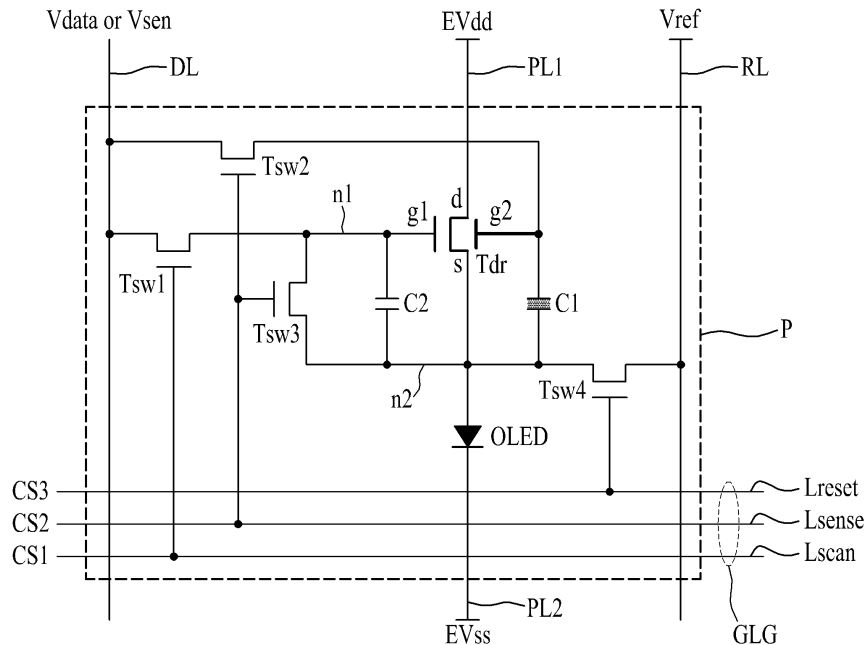 Vdata or Vsen
EVdd
Vref
DL
PL1
RL
Tsw2
n1
g1
d
g2
s
Tdr
Tsw1
Tsw3
C2
C1
P
n2
Tsw4
OLED
CS3
Lreset
CS2
Lsense
CS1
Lscan
PL2
EVss
GLG